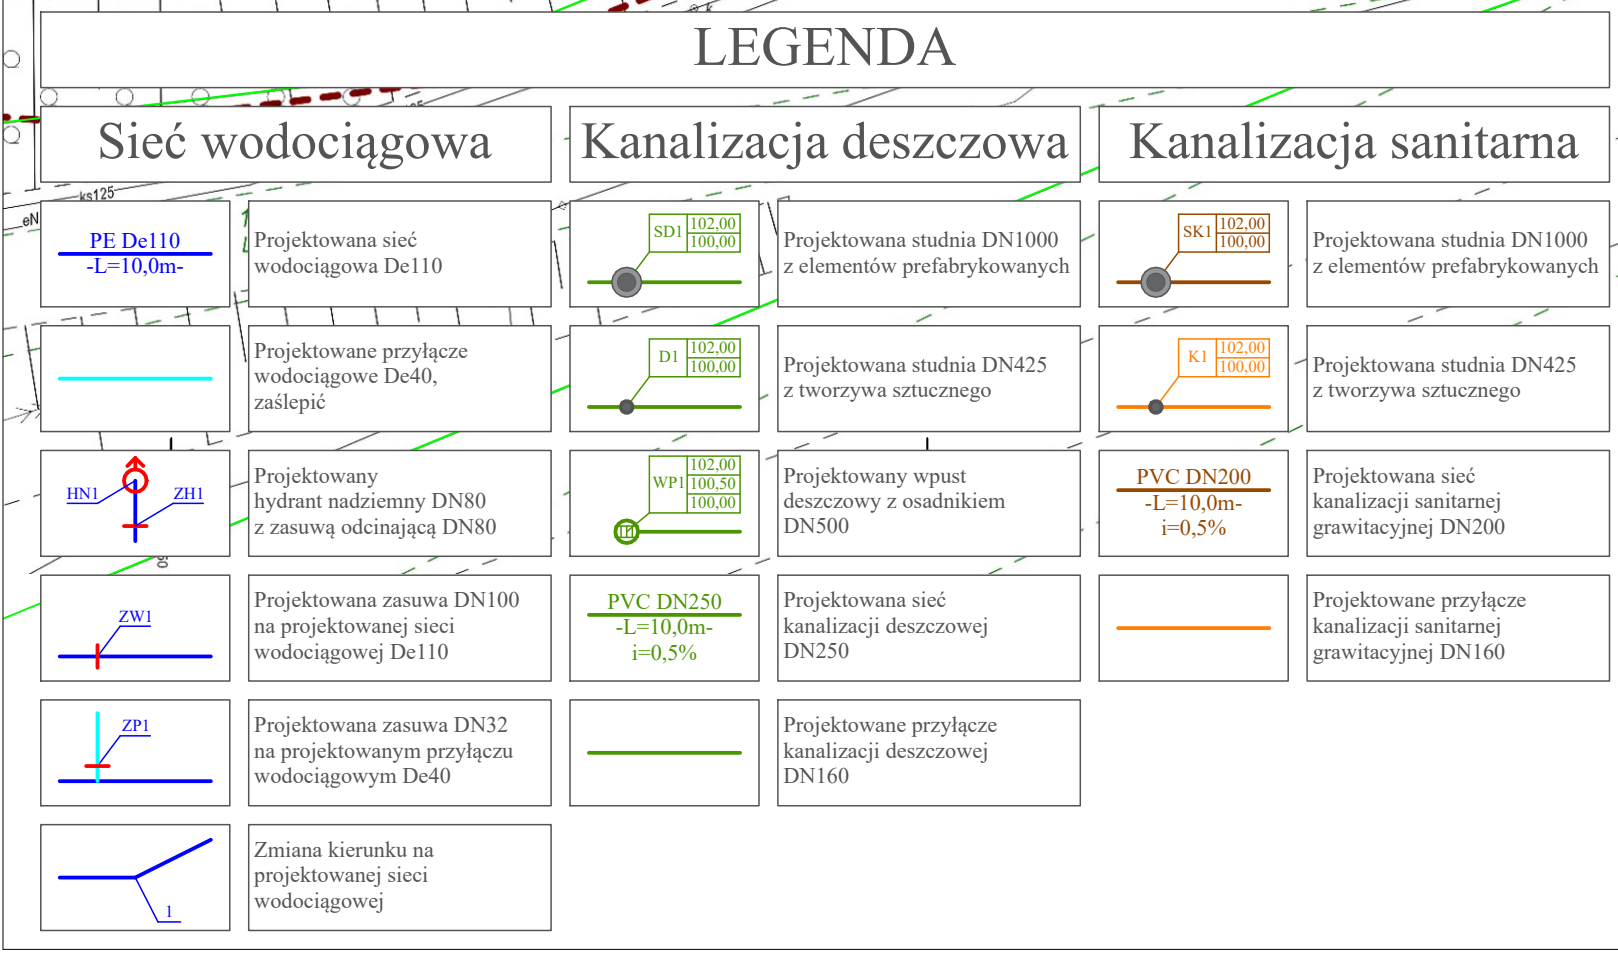 LEGENDA
Sieć wodociągowa
Kanalizacja deszczowa
Kanalizacja sanitarna
ks125
eN
PE De110
-L=10,0m-
Projektowana sieć
wodociągowa De110
Projektowane przyłącze
wodociągowe De40,
zaślepić
HN1
ZH1
Projektowany
hydrant nadziemny DN80
z zasuwą odcinającą DN80
ZW1
Projektowana zasuwa DN100
na projektowanej sieci
wodociągowej De110
ZP1
Projektowana zasuwa DN32
na projektowanym przyłączu
wodociągowym De40
1
Zmiana kierunku na
projektowanej sieci
wodociągowej
SD1
102,00
100,00
Projektowana studnia DN1000
z elementów prefabrykowanych
D1
102,00
100,00
Projektowana studnia DN425
z tworzywa sztucznego
WP1
102,00
100,50
100,00
Projektowany wpust
deszczowy z osadnikiem
DN500
PVC DN250
-L=10,0m-
i=0,5%
Projektowana sieć
kanalizacji deszczowej
DN250
Projektowane przyłącze
kanalizacji deszczowej
DN160
SK1
102,00
100,00
Projektowana studnia DN1000
z elementów prefabrykowanych
K1
102,00
100,00
Projektowana studnia DN425
z tworzywa sztucznego
PVC DN200
-L=10,0m-
i=0,5%
Projektowana sieć
kanalizacji sanitarnej
grawitacyjnej DN200
Projektowane przyłącze
kanalizacji sanitarnej
grawitacyjnej DN160